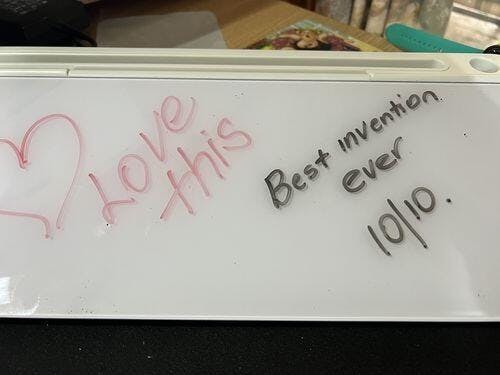 Love
this
Best invention
ever
10/10.